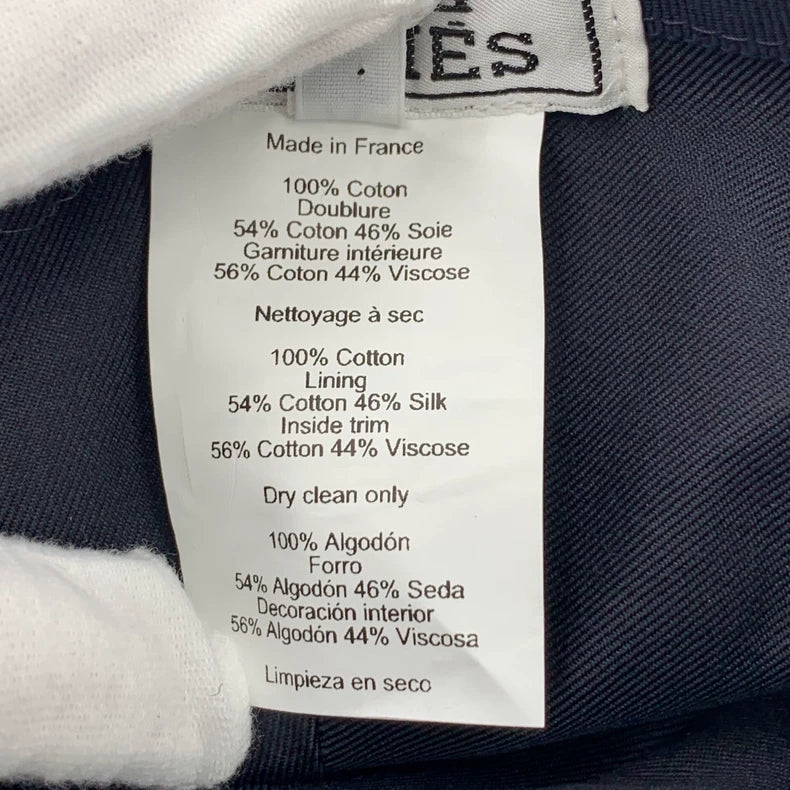 ÈS
Made in France
100% Coton
Doublure
54% Coton 46% Soie
Garniture intérieure
56% Coton 44% Viscose
Nettoyage à sec
100% Cotton
Lining
54% Cotton 46% Silk
Inside trim
56% Cotton 44% Viscose
Dry clean only
100% Algodón
Forro
54% Algodón 46% Seda
Decoración interior
56% Algodón 44% Viscosa
Limpieza en seco